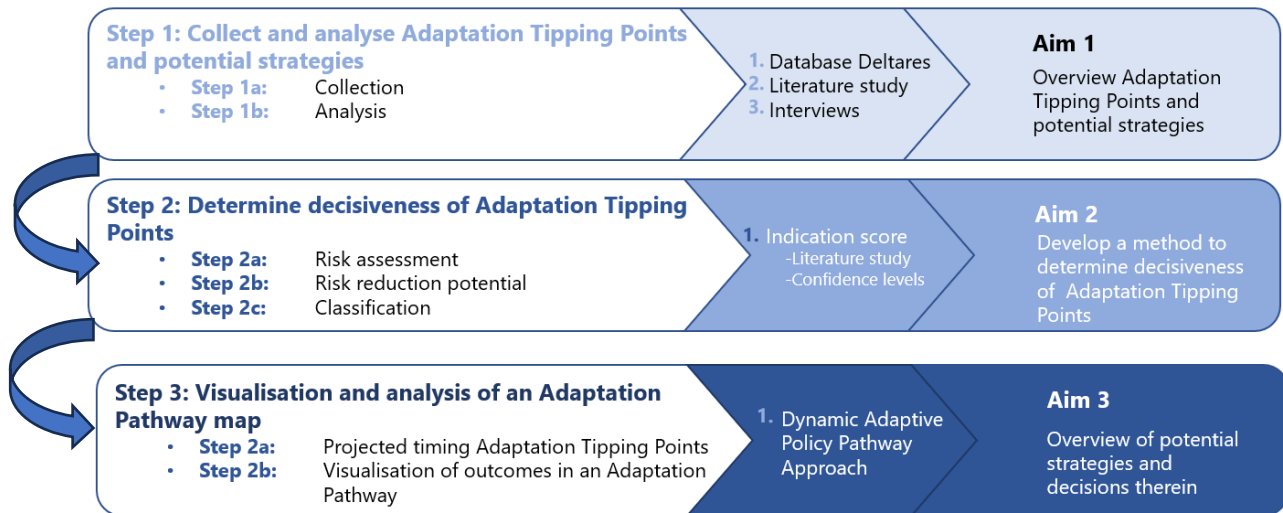 Step 1: Collect and analyse Adaptation Tipping Points
and potential strategies
• Step 1a: Collection
• Step 1b: Analysis
1. Database Deltares
2. Literature study
3. Interviews
Aim 1
Overview Adaptation
Tipping Points and
potential strategies
Step 2: Determine decisiveness of Adaptation Tipping
Points
• Step 2a: Risk assessment
• Step 2b: Risk reduction potential
• Step 2c: Classification
1. Indication score
-Literature study
-Confidence levels
Aim 2
Develop a method to
determine decisiveness
of Adaptation Tipping
Points
Step 3: Visualisation and analysis of an Adaptation
Pathway map
• Step 2a: Projected timing Adaptation Tipping Points
• Step 2b: Visualisation of outcomes in an Adaptation
Pathway
1. Dynamic Adaptive
Policy Pathway
Approach
Aim 3
Overview of potential
strategies and
decisions therein